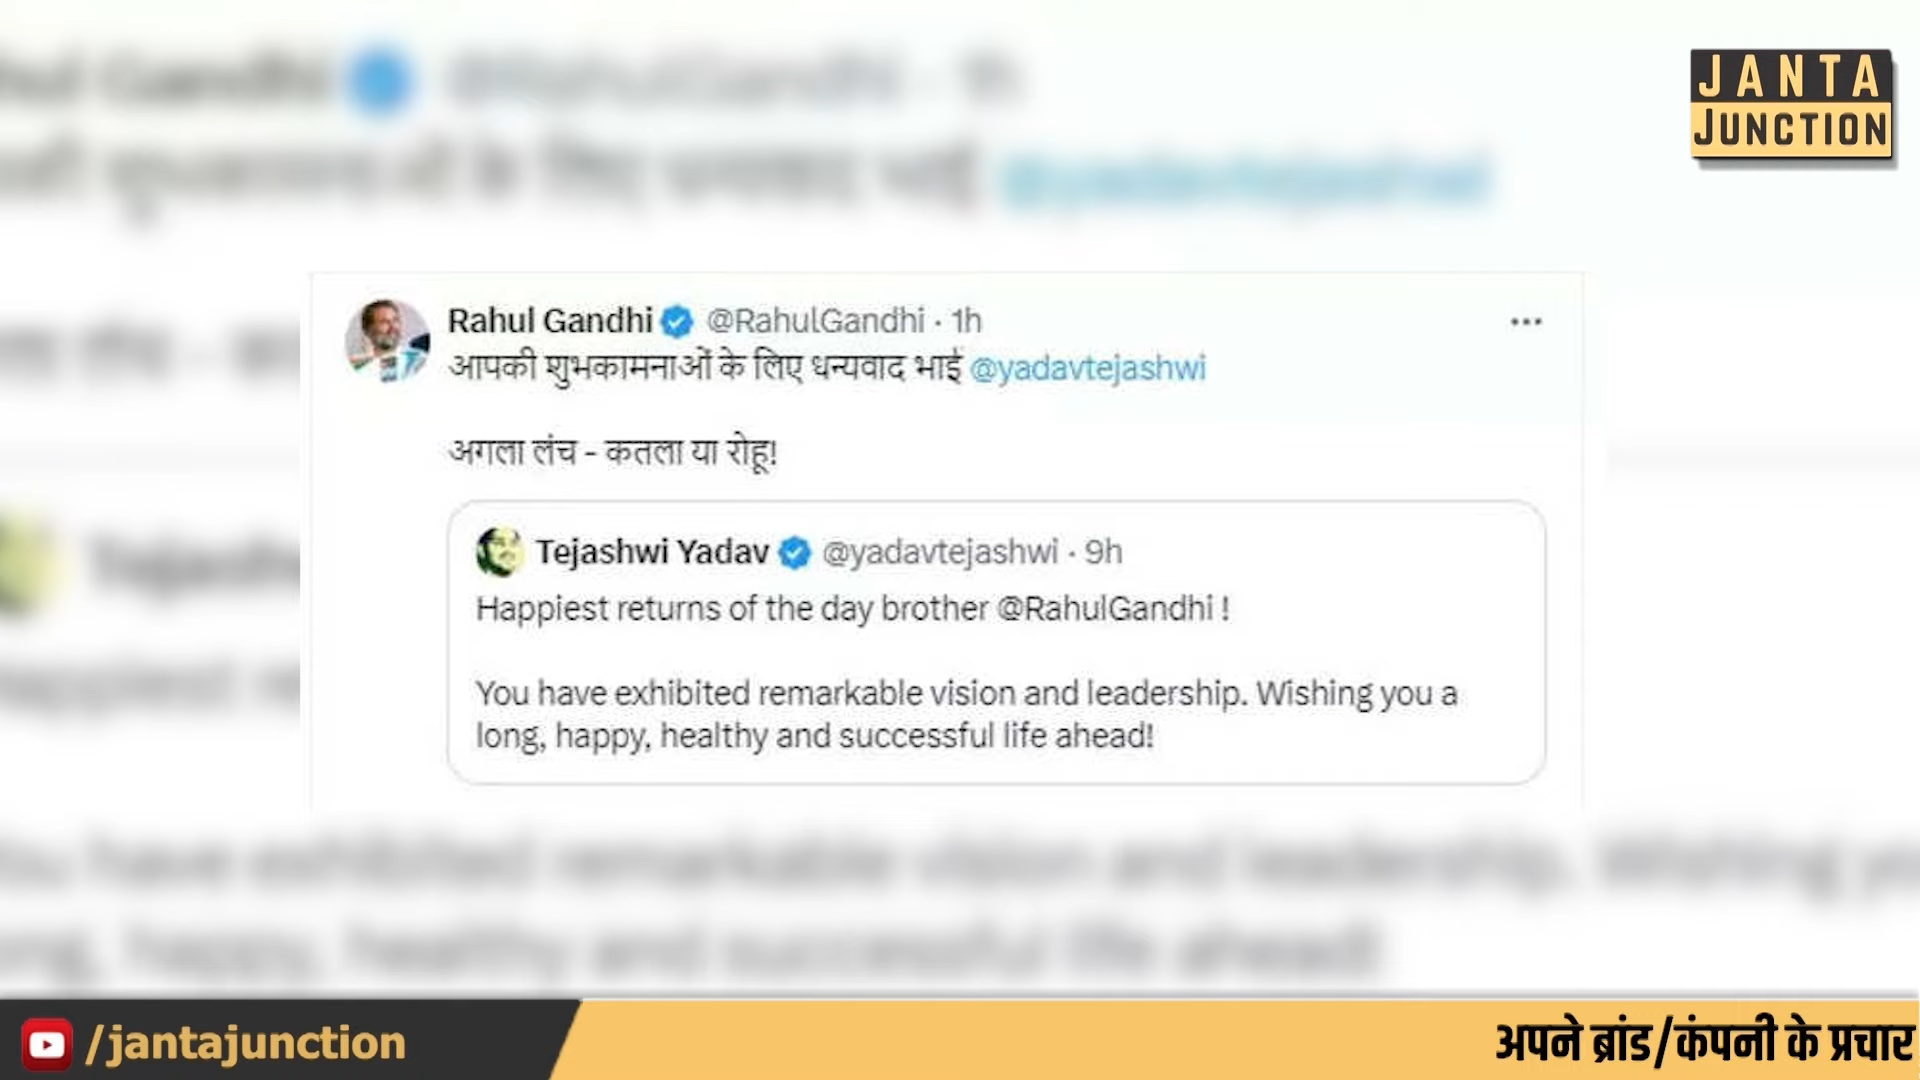 JANTA
JUNCTION
Rahul Gandhi @RahulGandhi · 1h
आपकी शुभकामनाओं के लिए धन्यवाद भाई @yadavtejashwi
अगला लंच - कतला या रोहू!
Tejashwi Yadav @yadavtejashwi · 9h
Happiest returns of the day brother @RahulGandhi !
You have exhibited remarkable vision and leadership. Wishing you a
long, happy, healthy and successful life ahead!
/jantajunction
अपने ब्रांड/कंपनी के प्रचार